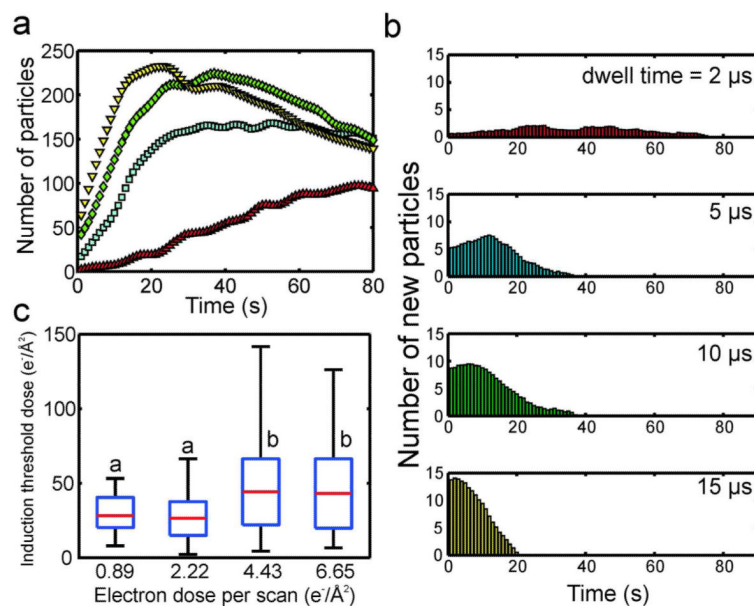 a
Number of particles
250
200
150
100
50
0
0 20 40 60 80
Time (s)
b
Number of new particles
dwell time = 2 µs
15
10
5
0
0 20 40 60 80
5 µs
15
10
5
0
0 20 40 60 80
10 µs
15
10
5
0
0 20 40 60 80
15 µs
15
10
5
0
0 20 40 60 80
Time (s)
c
Induction threshold dose (e⁻/Å²)
150
100
50
0
a a b b
0.89 2.22 4.43 6.65
Electron dose per scan (e⁻/Å²)